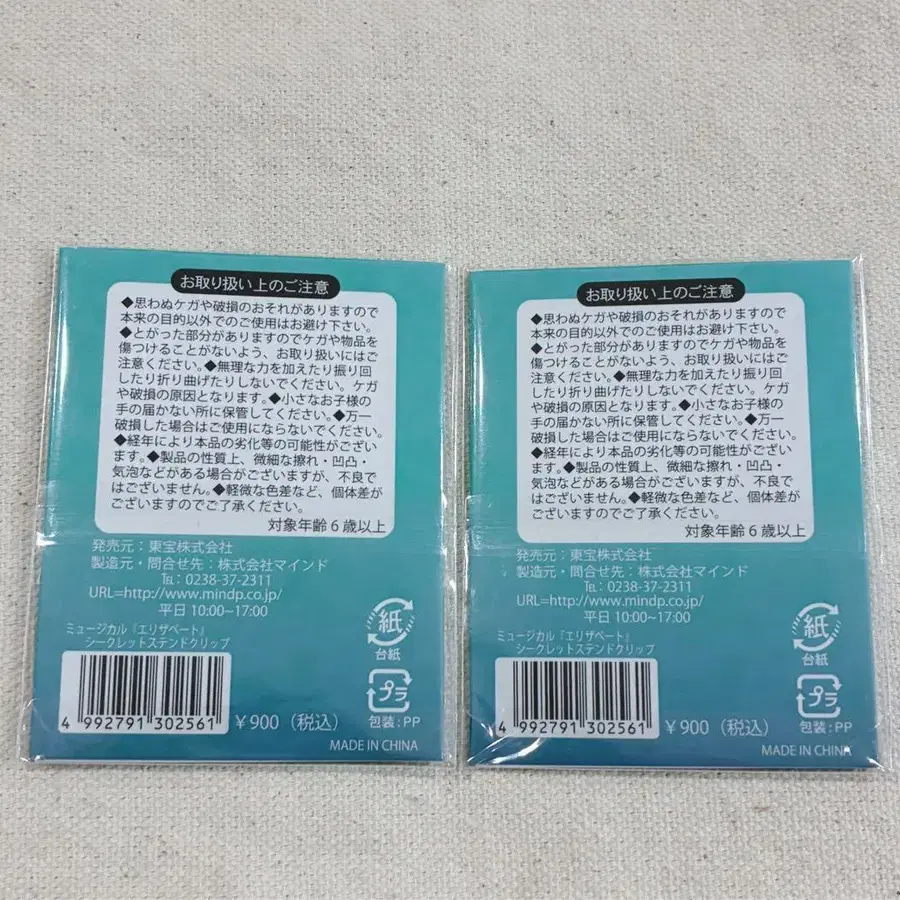 お取り扱い上のご注意
◆思わぬケガや破損のおそれがありますので
本来の目的以外でのご使用はお避け下さい。
◆とがった部分がありますのでケガや物品を
傷つけることがないよう、お取り扱いにはご
注意ください。◆無理な力を加えたり振り回
したり折り曲げたりしないでください。ケガ
や破損の原因となります。◆小さなお子様の
手の届かない所に保管してください。◆万一
破損した場合はご使用にならないでください。
◆経年により本品の劣化等の可能性がござい
ます。◆製品の性質上、微細な擦れ・凹凸・
気泡などがある場合がございますが、不良で
はございません。◆軽微な色差など、個体差が
ございますのでご了承ください。
対象年齢6歳以上
発売元:東宝株式会社
製造元・問合せ先:株式会社マインド
TEL: 0238-37-2311
URL=http://www.mindp.co.jp/
平日 10:00~17:00
ミュージカル『エリザベート』
シークレットステンドクリップ
紙
台紙
プラ
包装:PP
4 992791 302561
¥900(税込)
MADE IN CHINA
お取り扱い上のご注意
◆思わぬケガや破損のおそれがありますので
本来の目的以外でのご使用はお避け下さい。
◆とがった部分がありますのでケガや物品を
傷つけることがないよう、お取り扱いにはご
注意ください。◆無理な力を加えたり振り回
したり折り曲げたりしないでください。ケガ
や破損の原因となります。◆小さなお子様の
手の届かない所に保管してください。◆万一
破損した場合はご使用にならないでください。
◆経年により本品の劣化等の可能性がござい
ます。◆製品の性質上、微細な擦れ・凹凸・
気泡などがある場合がございますが、不良で
はございません。◆軽微な色差など、個体差が
ございますのでご了承ください。
対象年齢6歳以上
発売元:東宝株式会社
製造元・問合せ先:株式会社マインド
TEL: 0238-37-2311
URL=http://www.mindp.co.jp/
平日 10:00~17:00
ミュージカル『エリザベート』
シークレットステンドクリップ
紙
台紙
プラ
包装:PP
4 992791 302561
¥900(税込)
MADE IN CHINA